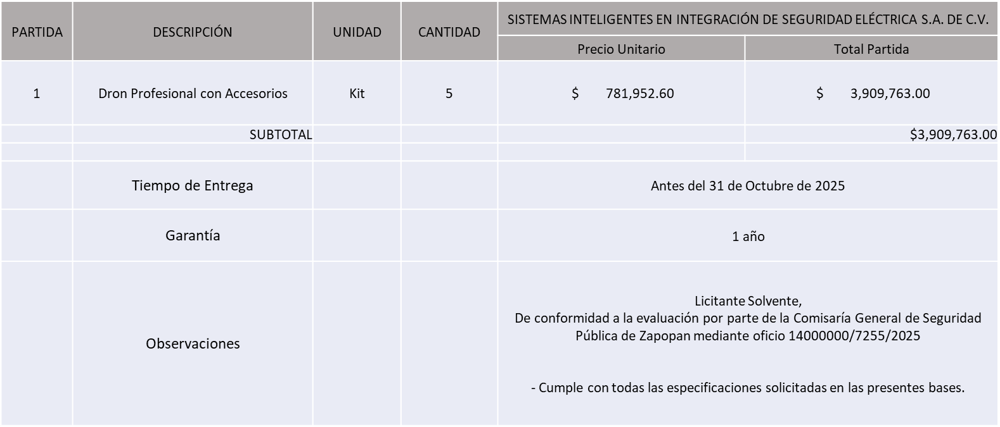 PARTIDA DESCRIPCIÓN UNIDAD CANTIDAD SISTEMAS INTELIGENTES EN INTEGRACIÓN DE SEGURIDAD ELÉCTRICA S.A. DE C.V.
Precio Unitario Total Partida
1 Dron Profesional con Accesorios Kit 5 $ 781,952.60 $ 3,909,763.00
SUBTOTAL $3,909,763.00
Tiempo de Entrega Antes del 31 de Octubre de 2025
Garantía 1 año
Observaciones
Licitante Solvente,
De conformidad a la evaluación por parte de la Comisaría General de Seguridad
Pública de Zapopan mediante oficio 14000000/7255/2025
- Cumple con todas las especificaciones solicitadas en las presentes bases.